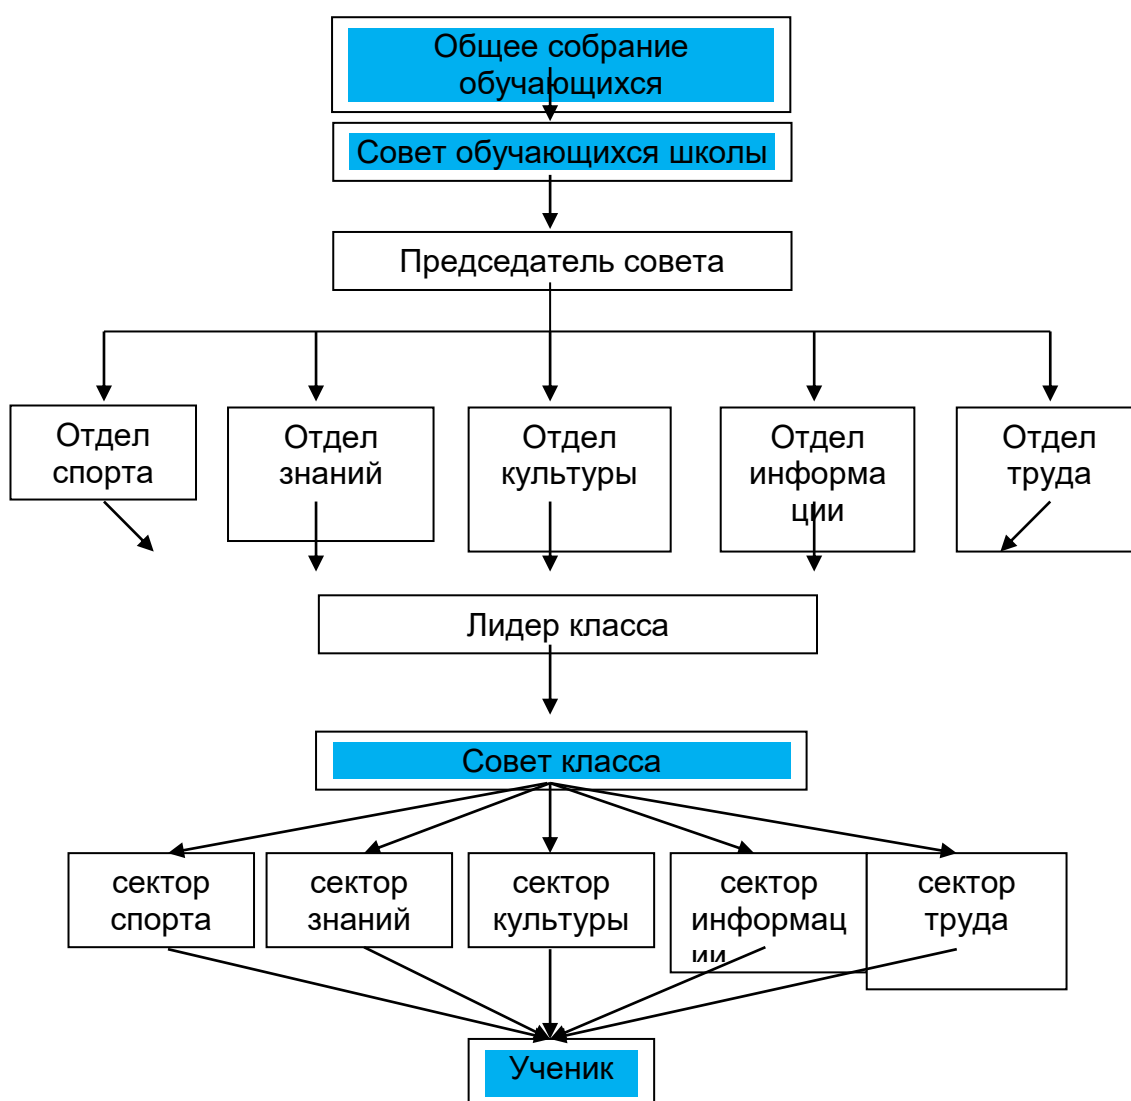 Общее собрание
обучающихся
Совет обучающихся школы
Председатель совета
Отдел
спорта
Отдел
знаний
Отдел
культуры
Отдел
информа
ции
Отдел
труда
Лидер класса
Совет класса
сектор
спорта
сектор
знаний
сектор
культуры
сектор
информац
ии
сектор
труда
Ученик